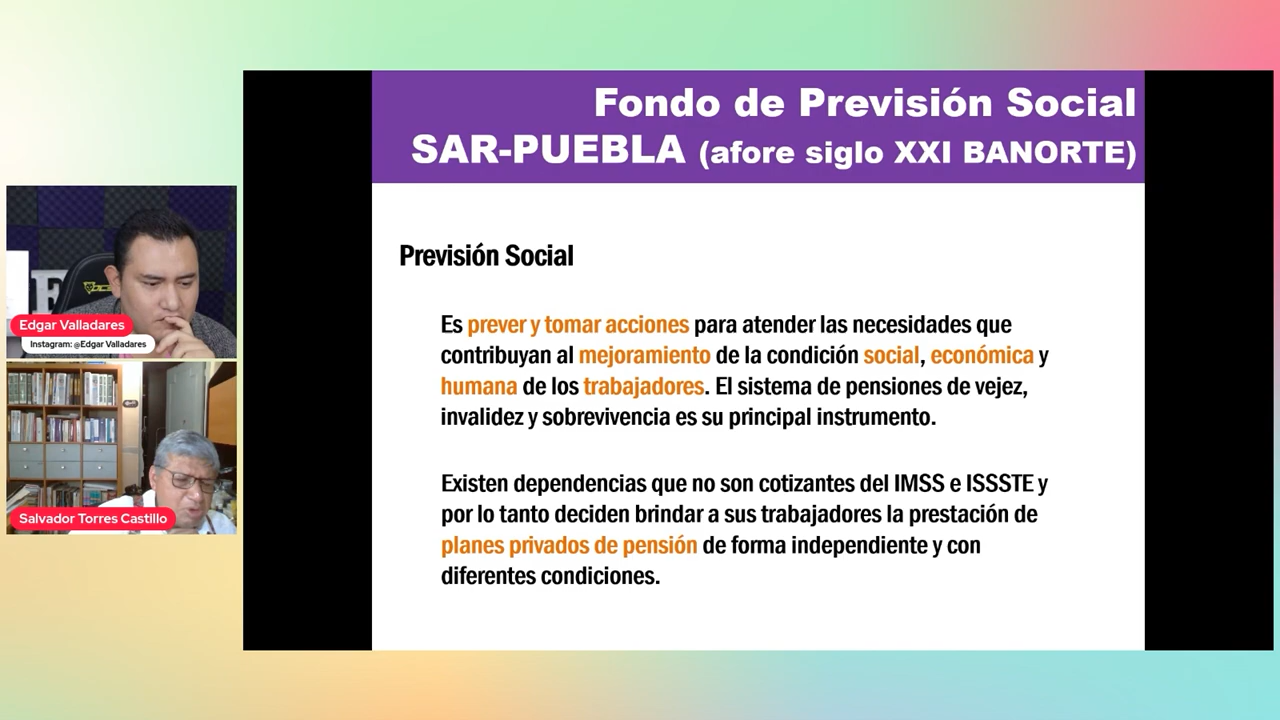 Fondo de Previsión Social
SAR-PUEBLA (afore siglo XXI BANORTE)
Previsión Social
Es prever y tomar acciones para atender las necesidades que
contribuyan al mejoramiento de la condición social, económica y
humana de los trabajadores. El sistema de pensiones de vejez,
invalidez y sobrevivencia es su principal instrumento.
Existen dependencias que no son cotizantes del IMSS e ISSSTE y
por lo tanto deciden brindar a sus trabajadores la prestación de
planes privados de pensión de forma independiente y con
diferentes condiciones.
Edgar Valladares
Instagram: @Edgar Valladares
Salvador Torres Castillo